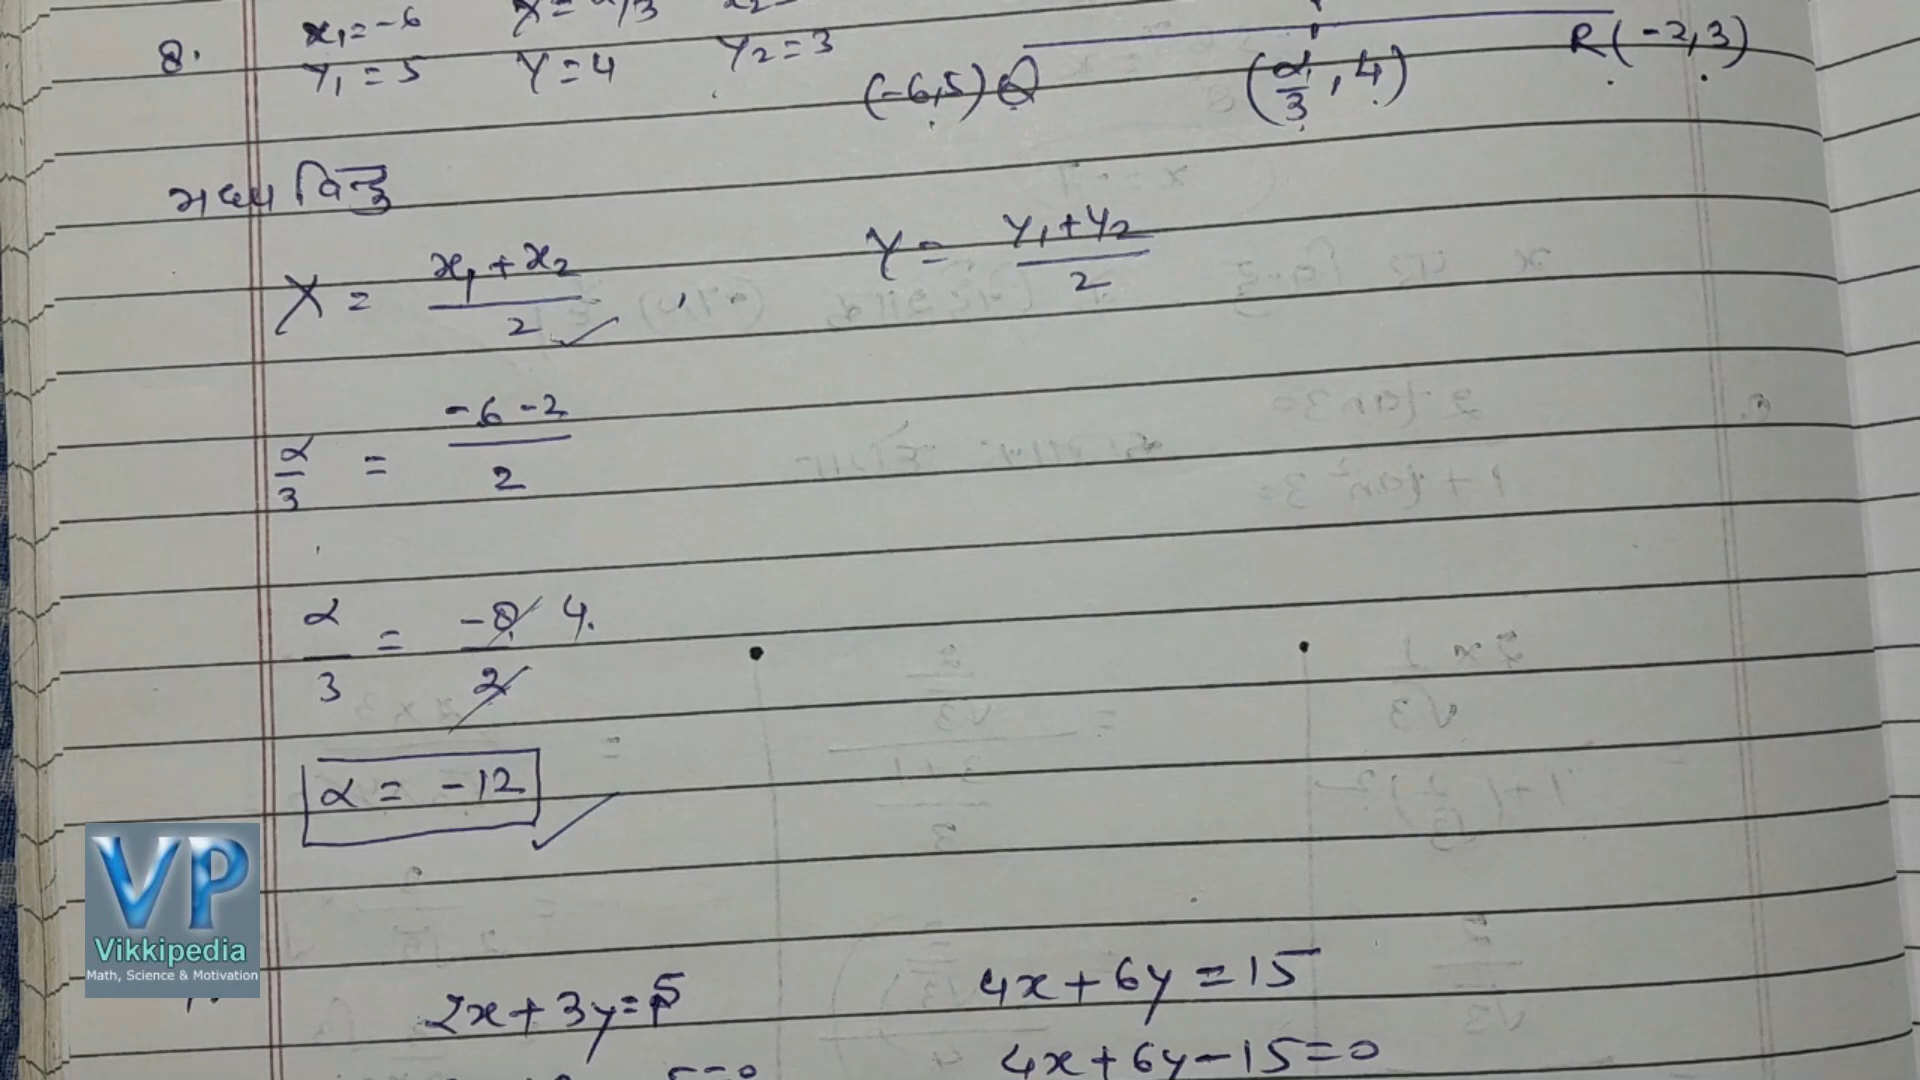 8. x₁=-6 x=α/3
y₁=5 y=4 y₂=3
(-6,5)Q (α/3, 4) R(-2,3)
मध्य बिन्दु
X = x₁+x₂/2 Y = y₁+y₂/2
α/3 = -6-2/2
α/3 = -8/2 4.
α = -12
VP
Vikkipedia
Math, Science & Motivation
2x+3y=5 4x+6y=15
4x+6y-15=0